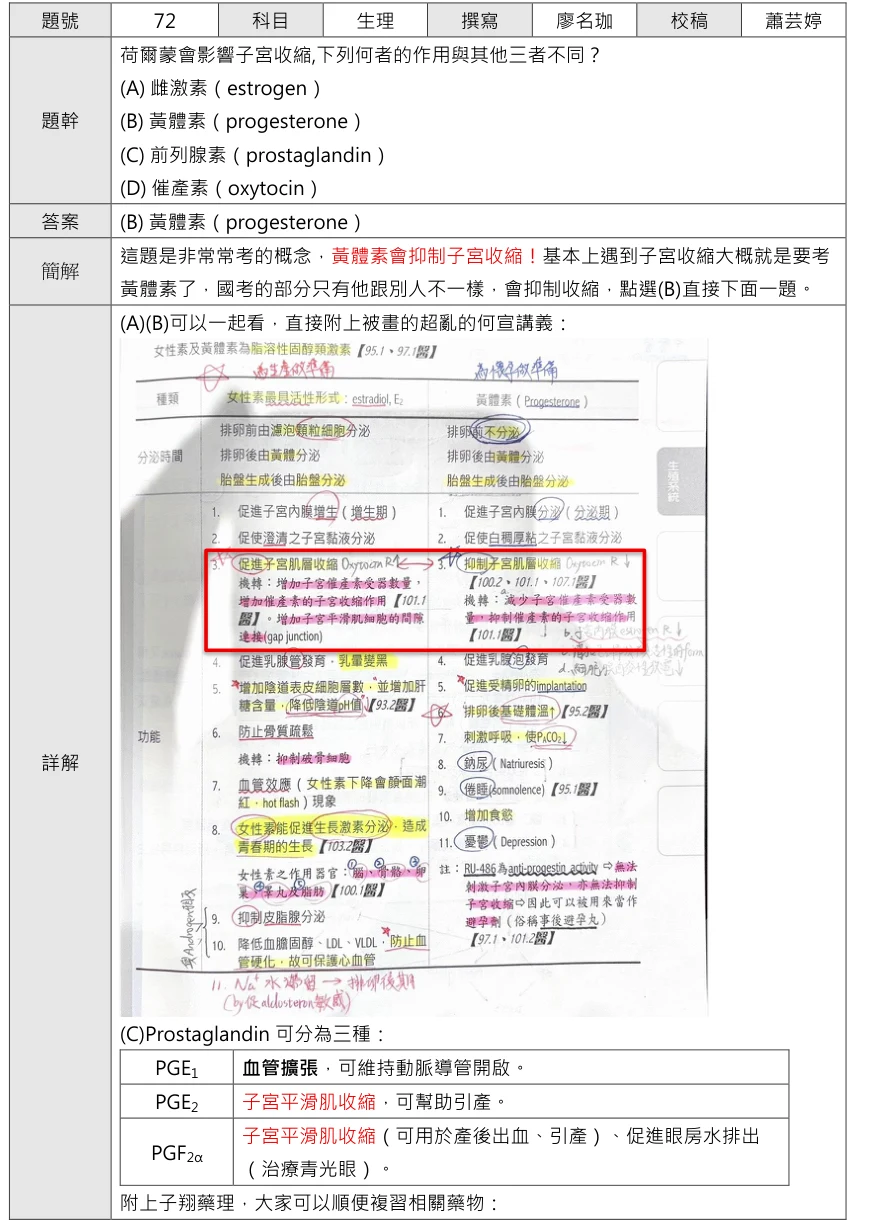 題號 72 科目 生理 撰寫 廖名珈 校稿 蕭芸婷
題幹
荷爾蒙會影響子宮收縮,下列何者的作用與其他三者不同？
(A) 雌激素（estrogen）
(B) 黃體素（progesterone）
(C) 前列腺素（prostaglandin）
(D) 催產素（oxytocin）
答案 (B) 黃體素（progesterone）
簡解
這題是非常常考的概念，黃體素會抑制子宮收縮！基本上遇到子宮收縮大概就是要考
黃體素了，國考的部分只有他跟別人不一樣，會抑制收縮，點選(B)直接下面一題。
詳解
(A)(B)可以一起看，直接附上被畫的超亂的何宣講義：
女性素及黃體素為脂溶性固醇類激素【95.1、97.1醫】
為生產做準備 為懷孕做準備
種類 女性素最具活性形式：estradiol, E₂ 黃體素（Progesterone）
分泌時間
排卵前由濾泡顆粒細胞分泌
排卵後由黃體分泌
胎盤生成後由胎盤分泌
排卵前不分泌
排卵後由黃體分泌
胎盤生成後由胎盤分泌
生殖系統
功能
1. 促進子宮內膜增生（增生期）
2. 促使澄清之子宮黏液分泌
3. 促進子宮肌層收縮 Oxytocin R↑
機轉：增加子宮催產素受器數量，
增加催產素的子宮收縮作用【101.1
醫】。增加子宮平滑肌細胞的間隙
連接(gap junction)
4. 促進乳腺管發育，乳暈變黑
5. 增加陰道表皮細胞層數，並增加肝
糖含量，降低陰道pH值【93.2醫】
6. 防止骨質疏鬆
機轉：抑制破骨細胞
7. 血管效應（女性素下降會顏面潮
紅，hot flash）現象
8. 女性素能促進生長激素分泌，造成
青春期的生長【103.2醫】
女性素之作用器官：腦、骨骼、卵
巢，睪丸及脂肪【100.1醫】
9. 抑制皮脂腺分泌
10. 降低血膽固醇、LDL、VLDL，防止血
管硬化，故可保護心血管
11. Na⁺ 水滯留 → 排卵後期
1. 促進子宮內膜分泌（分泌期）
2. 促使白稠厚粘之子宮黏液分泌
3. 抑制子宮肌層收縮 Oxytocin R↓
【100.2、101.1、107.1醫】
機轉：減少子宮催產素受器數
量，抑制催產素的子宮收縮作用
【101.1醫】
4. 促進乳腺泡發育
5. 促進受精卵的implantation
6. 排卵後基礎體溫↑【95.2醫】
7. 刺激呼吸，使PACO₂↓
8. 鈉尿（Natriuresis）
9. 倦睡(somnolence)【95.1醫】
10. 增加食慾
11. 憂鬱（Depression）
註：RU-486為anti-progestin activity ⇨無法
刺激子宮內膜分泌，亦無法抑制
子宮收縮⇨因此可以被用來當作
避孕劑（俗稱事後避孕丸）
【97.1、101.2醫】
(C)Prostaglandin 可分為三種：
PGE₁ 血管擴張，可維持動脈導管開啟。
PGE₂ 子宮平滑肌收縮，可幫助引產。
PGF₂α
子宮平滑肌收縮（可用於產後出血、引產）、促進眼房水排出
（治療青光眼）。
附上子翔藥理，大家可以順便複習相關藥物：